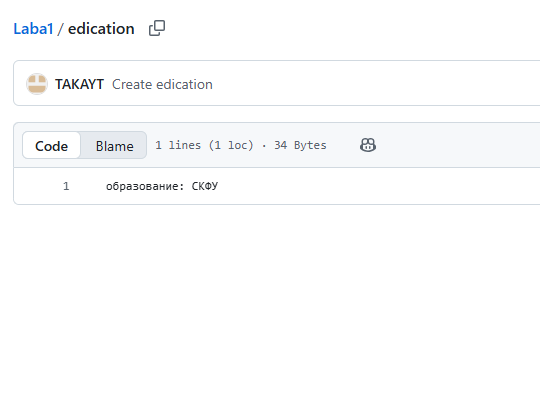 Laba1 / edication
TAKAYT Create edication
Code Blame 1 lines (1 loc) · 34 Bytes
1 образование: СКФУ